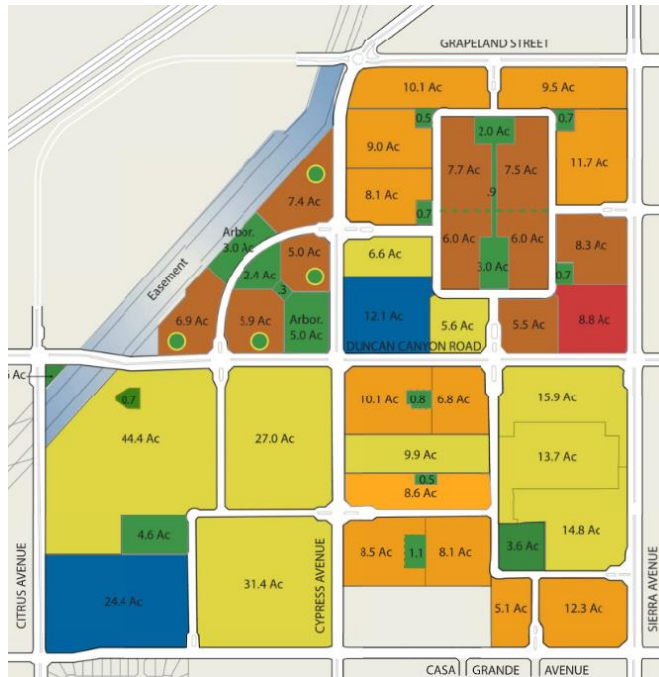 GRAPELAND STREET
10.1 Ac
9.5 Ac
0.5
2.0 Ac
0.7
9.0 Ac
7.7 Ac
7.5 Ac
11.7 Ac
8.1 Ac
.9
0.7
7.4 Ac
Arbor.
3.0 Ac
5.0 Ac
6.0 Ac
6.0 Ac
8.3 Ac
6.6 Ac
3.0 Ac
2.4 Ac
0.7
Easement
.3
6.9 Ac
5.9 Ac
Arbor.
5.0 Ac
12.1 Ac
5.6 Ac
5.5 Ac
8.8 Ac
DUNCAN CANYON ROAD
Ac
0.7
10.1 Ac
0.8
6.8 Ac
15.9 Ac
44.4 Ac
27.0 Ac
9.9 Ac
13.7 Ac
0.5
8.6 Ac
4.6 Ac
14.8 Ac
3.6 Ac
8.5 Ac
1.1
8.1 Ac
31.4 Ac
24.4 Ac
5.1 Ac
12.3 Ac
CITRUS AVENUE
CYPRESS AVENUE
SIERRA AVENUE
CASA GRANDE AVENUE